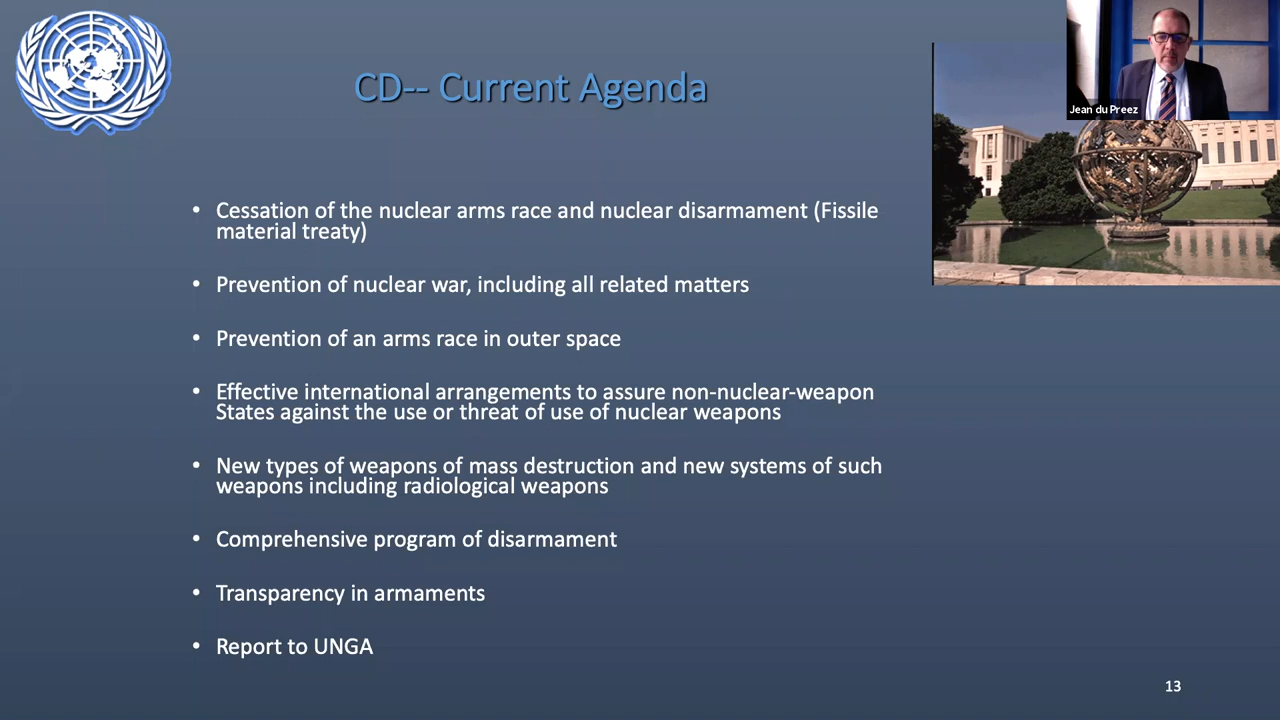 CD-- Current Agenda
Jean du Preez
• Cessation of the nuclear arms race and nuclear disarmament (Fissile
material treaty)
• Prevention of nuclear war, including all related matters
• Prevention of an arms race in outer space
• Effective international arrangements to assure non-nuclear-weapon
States against the use or threat of use of nuclear weapons
• New types of weapons of mass destruction and new systems of such
weapons including radiological weapons
• Comprehensive program of disarmament
• Transparency in armaments
• Report to UNGA
13